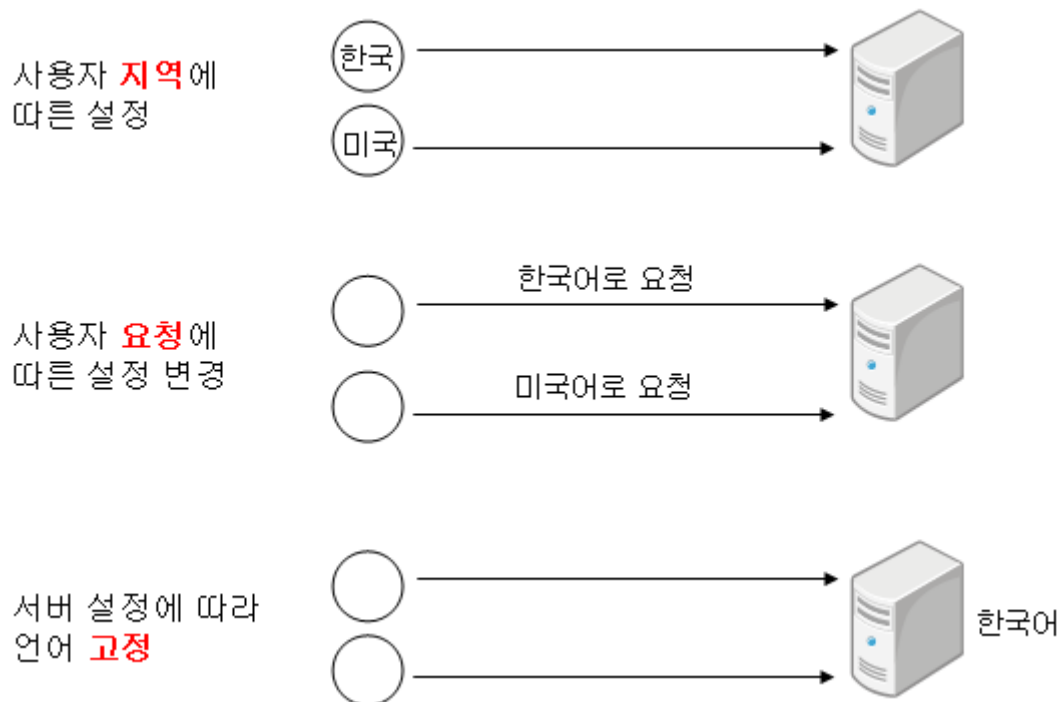 사용자 지역에
따른 설정
한국
미국
사용자 요청에
따른 설정 변경
한국어로 요청
미국어로 요청
서버 설정에 따라
언어 고정
한국어